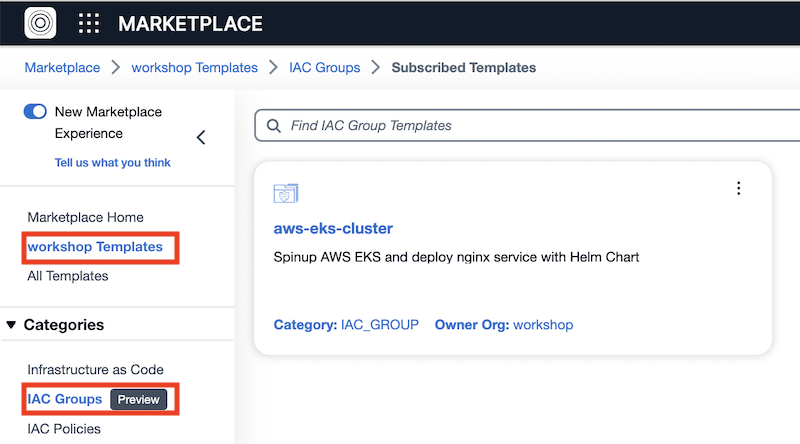 MARKETPLACE
Marketplace > workshop Templates > IAC Groups > Subscribed Templates
New Marketplace
Experience
Tell us what you think
Find IAC Group Templates
Marketplace Home
workshop Templates
All Templates
Categories
Infrastructure as Code
IAC Groups Preview
IAC Policies
aws-eks-cluster
Spinup AWS EKS and deploy nginx service with Helm Chart
Category: IAC_GROUP Owner Org: workshop